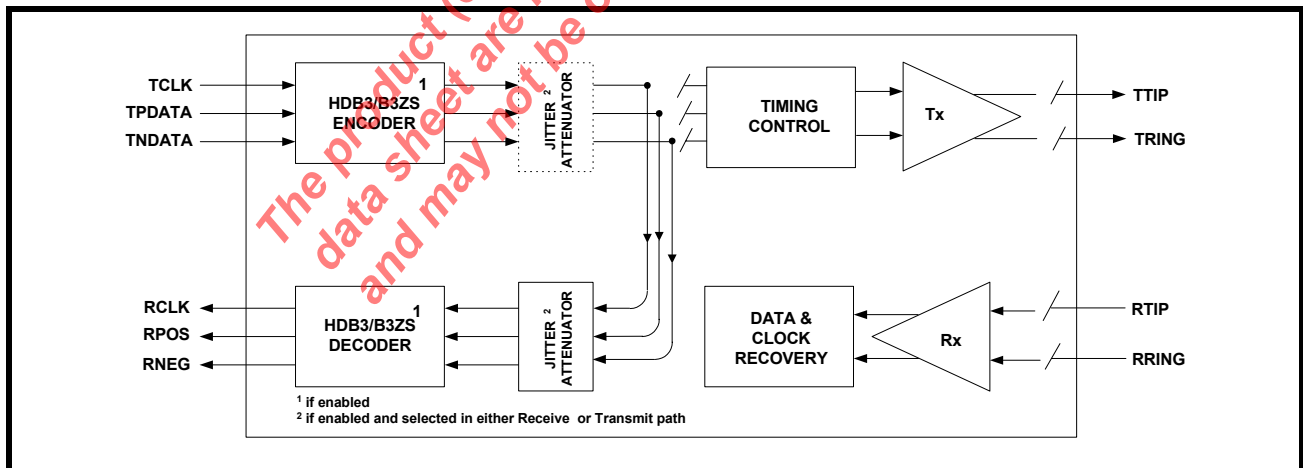 TCLK
TPDATA
TNDATA
HDB3/B3ZS 1
ENCODER
JITTER 2
ATTENUATOR
TIMING
CONTROL
Tx
TTIP
TRING
The product (
data sheet are
and may not be
RCLK
RPOS
RNEG
HDB3/B3ZS 1
DECODER
JITTER 2
ATTENUATOR
DATA &
CLOCK
RECOVERY
Rx
RTIP
RRING
1 if enabled
2 if enabled and selected in either Receive or Transmit path